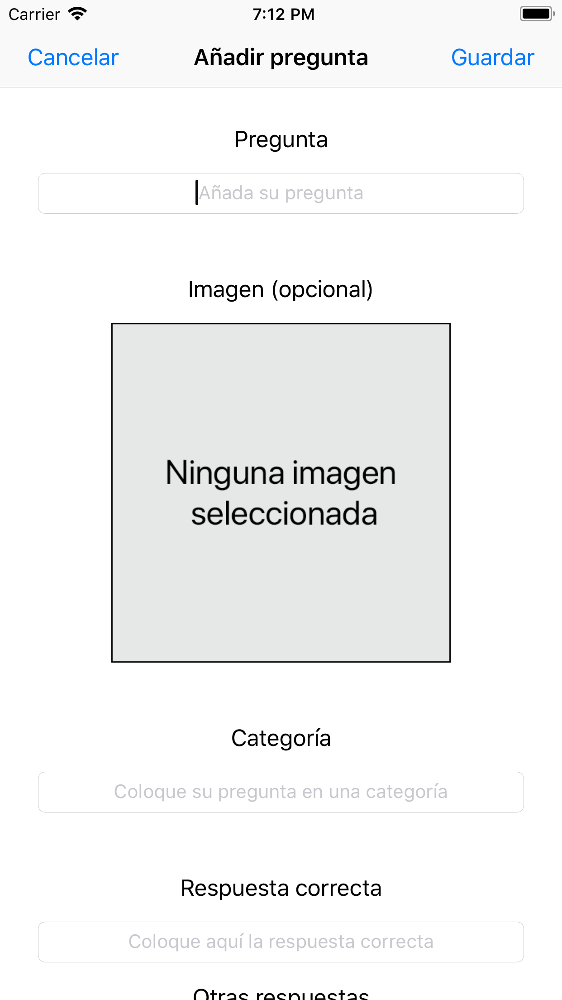 Carrier 7:12 PM
Cancelar Añadir pregunta Guardar
Pregunta
Añada su pregunta
Imagen (opcional)
Ninguna imagen
seleccionada
Categoría
Coloque su pregunta en una categoría
Respuesta correcta
Coloque aquí la respuesta correcta
Otras respuestas